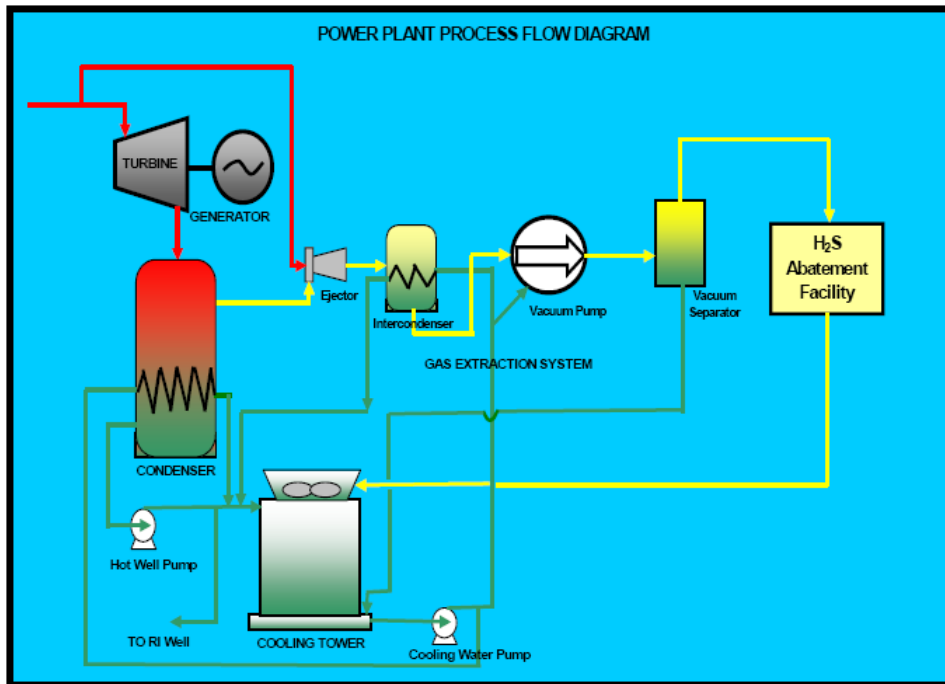 POWER PLANT PROCESS FLOW DIAGRAM
TURBINE
GENERATOR
Ejector
Intercondenser
Vacuum Pump
Vacuum
Separator
H₂S
Abatement
Facility
GAS EXTRACTION SYSTEM
CONDENSER
Hot Well Pump
TO RI Well
COOLING TOWER
Cooling Water Pump